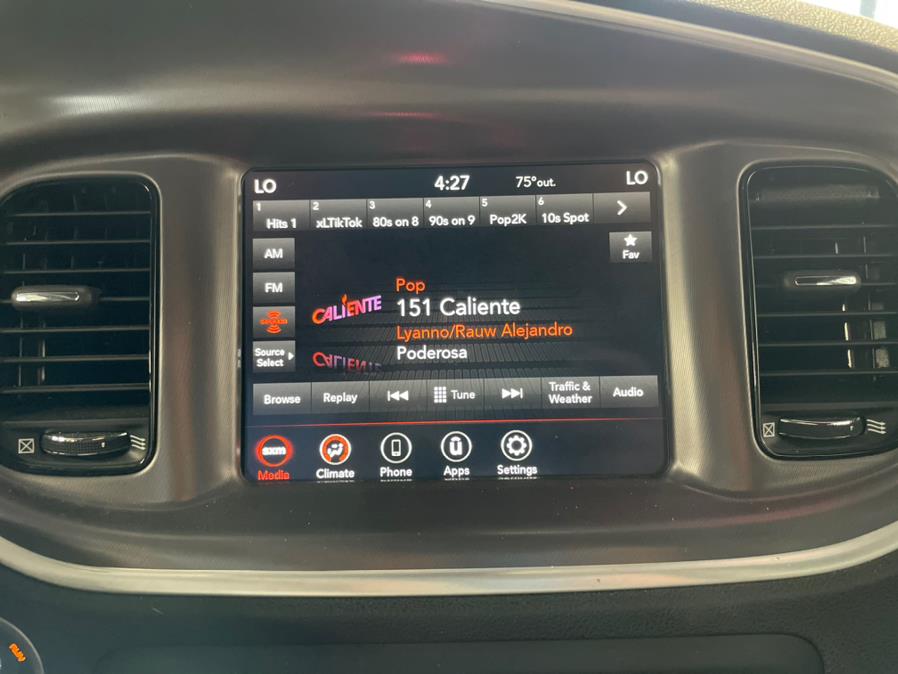 LO 4:27 75°out. LO
1 Hits 1 2 xLTikTok 3 80s on 8 4 90s on 9 5 Pop2K 6 10s Spot
AM
Fav
FM
Pop
CALIENTE
151 Caliente
Lyanno/Rauw Alejandro
Poderosa
Source
Select
Browse Replay Tune Traffic & Weather Audio
sxm
Media Climate Phone Apps Settings
RUN